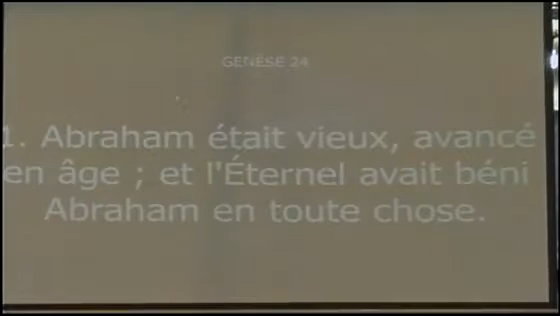 GENÈSE 24
1. Abraham était vieux, avancé
en âge ; et l'Éternel avait béni
Abraham en toute chose.